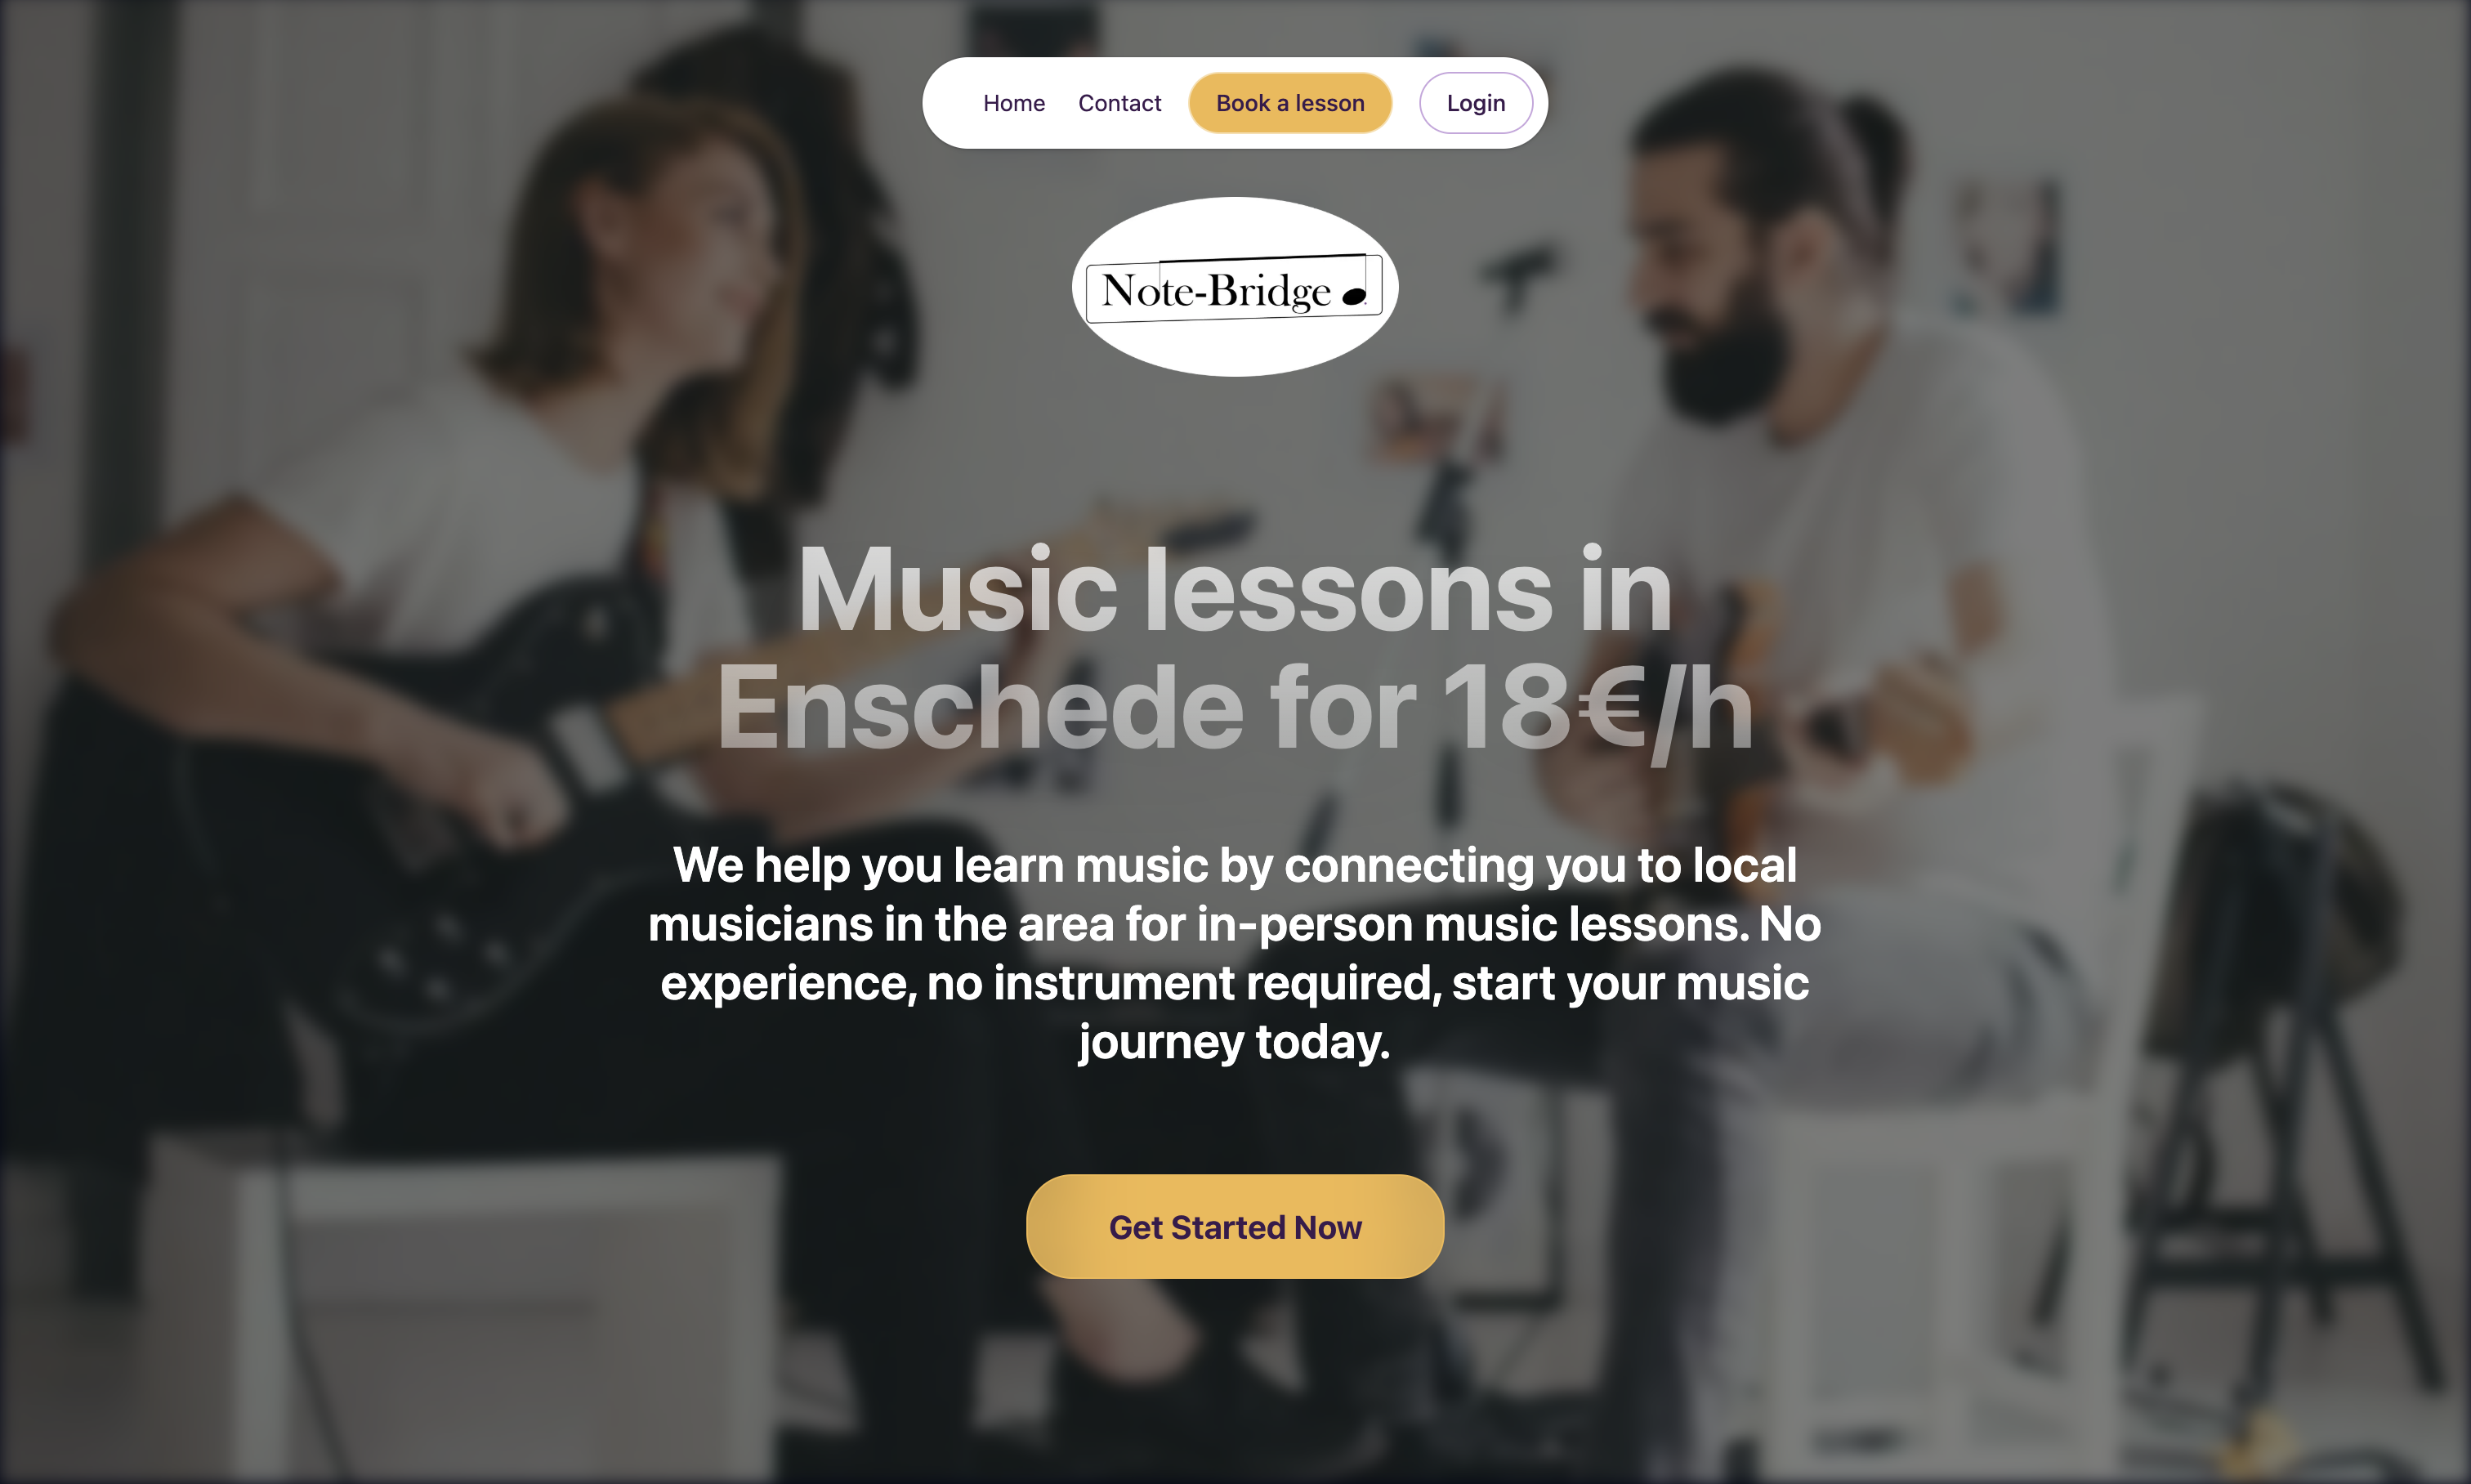 Home Contact Book a lesson Login
Note-Bridge
Music lessons in
Enschede for 18€/h
We help you learn music by connecting you to local
musicians in the area for in-person music lessons. No
experience, no instrument required, start your music
journey today.
Get Started Now